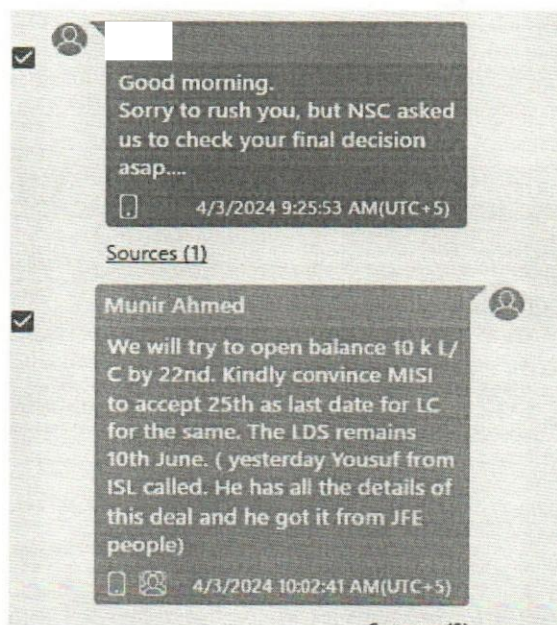 Good morning.
Sorry to rush you, but NSC asked
us to check your final decision
asap....
4/3/2024 9:25:53 AM(UTC+5)
Sources (1)
Munir Ahmed
We will try to open balance 10 k L/
C by 22nd. Kindly convince MISI
to accept 25th as last date for LC
for the same. The LDS remains
10th June. ( yesterday Yousuf from
ISL called. He has all the details of
this deal and he got it from JFE
people)
4/3/2024 10:02:41 AM(UTC+5)